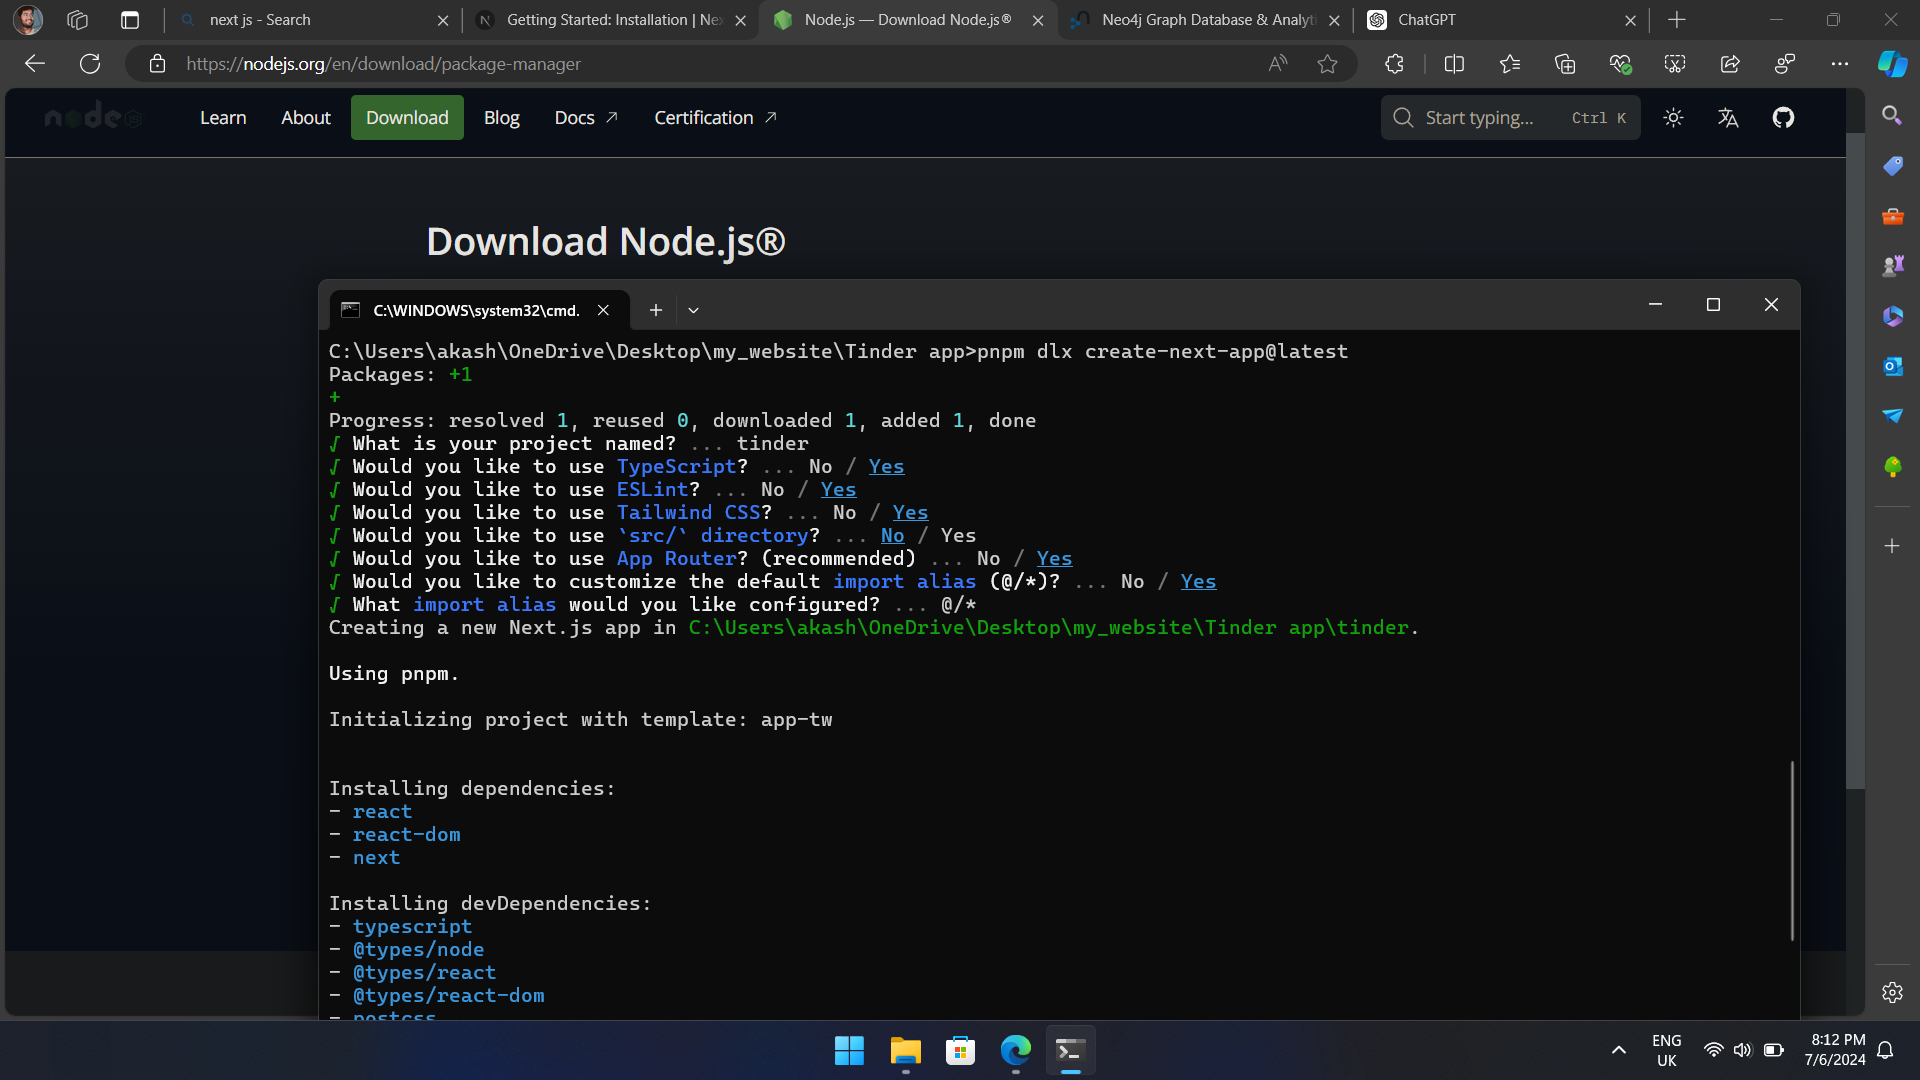 next js - Search
Getting Started: Installation | Nex
Node.js — Download Node.js®
Neo4j Graph Database & Analyti
ChatGPT
https://nodejs.org/en/download/package-manager
node
Learn
About
Download
Blog
Docs ↗
Certification ↗
Start typing...
Ctrl K
Download Node.js®
C:\WINDOWS\system32\cmd.
C:\Users\akash\OneDrive\Desktop\my_website\Tinder app>pnpm dlx create-next-app@latest
Packages: +1
+
Progress: resolved 1, reused 0, downloaded 1, added 1, done
√ What is your project named? ... tinder
√ Would you like to use TypeScript? ... No / Yes
√ Would you like to use ESLint? ... No / Yes
√ Would you like to use Tailwind CSS? ... No / Yes
√ Would you like to use `src/` directory? ... No / Yes
√ Would you like to use App Router? (recommended) ... No / Yes
√ Would you like to customize the default import alias (@/*)? ... No / Yes
√ What import alias would you like configured? ... @/*
Creating a new Next.js app in C:\Users\akash\OneDrive\Desktop\my_website\Tinder app\tinder.
Using pnpm.
Initializing project with template: app-tw
Installing dependencies:
- react
- react-dom
- next
Installing devDependencies:
- typescript
- @types/node
- @types/react
- @types/react-dom
- postcss
ENG
UK
8:12 PM
7/6/2024